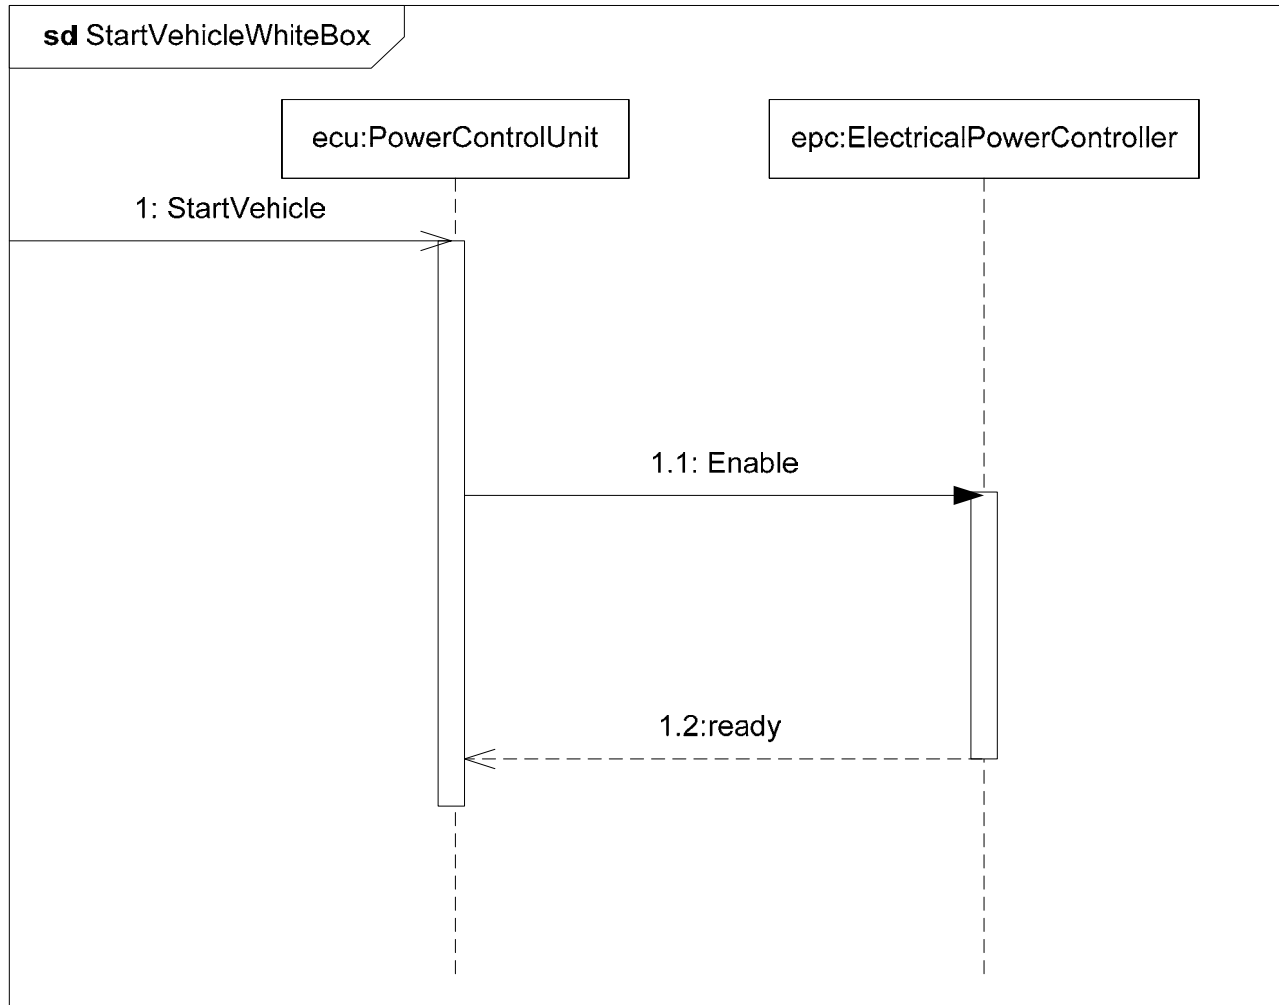 sd StartVehicleWhiteBox
ecu:PowerControlUnit
epc:ElectricalPowerController
1: StartVehicle
1.1: Enable
1.2:ready